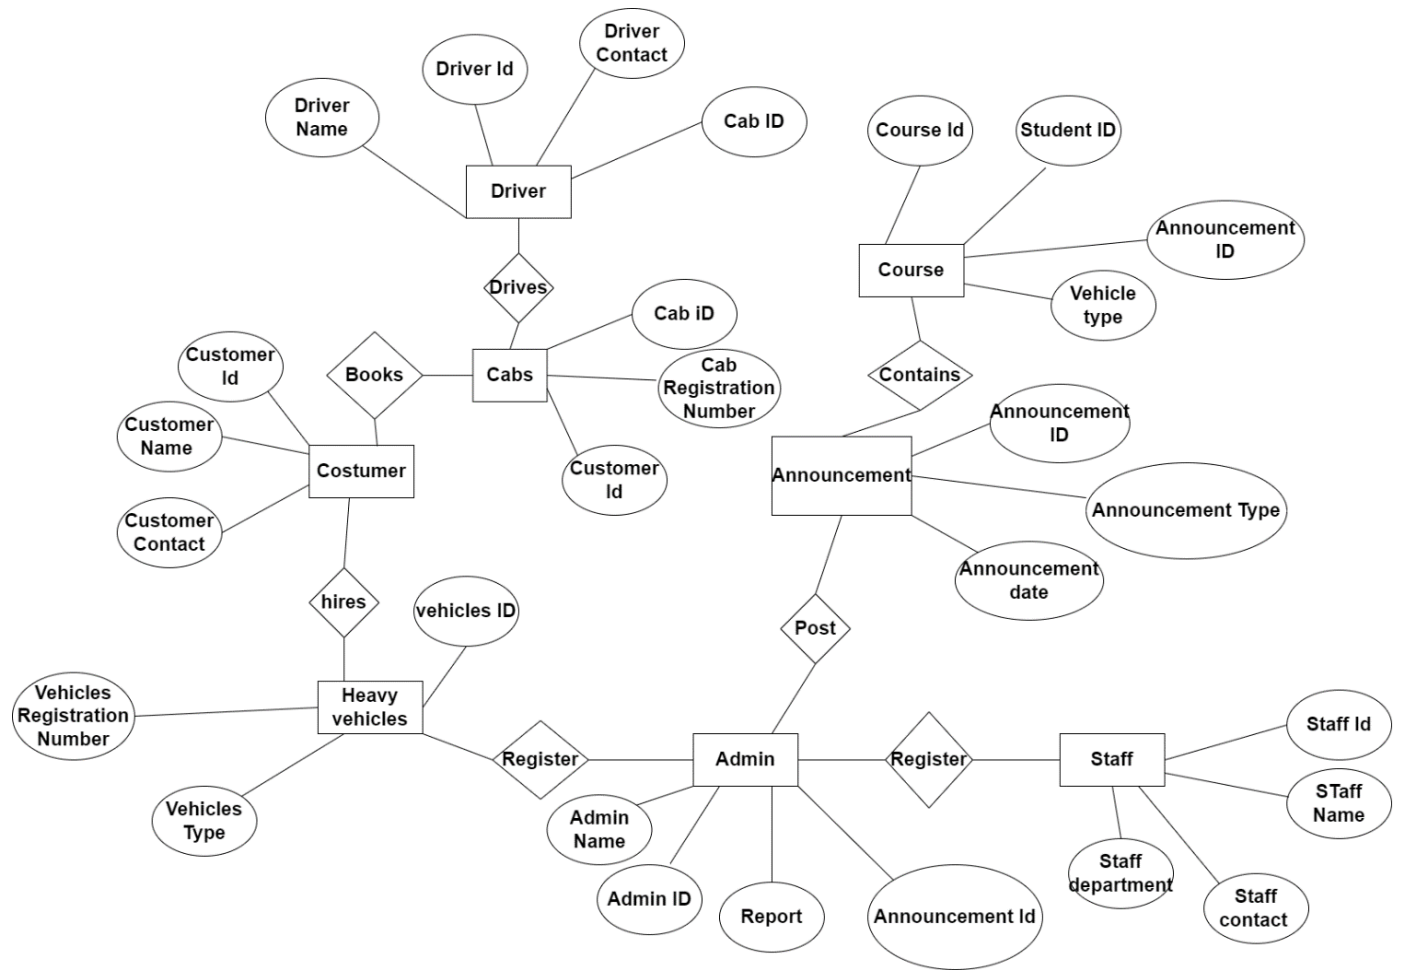 Driver
Contact
Driver Id
Driver
Name
Cab ID
Course Id
Student ID
Driver
Announcement
ID
Course
Drives
Vehicle
type
Cab iD
Customer
Id
Books
Cabs
Cab
Registration
Number
Contains
Customer
Name
Announcement
ID
Costumer
Customer
Id
Announcement
Announcement Type
Customer
Contact
Announcement
date
hires
vehicles ID
Post
Vehicles
Registration
Number
Heavy
vehicles
Register
Admin
Register
Staff
Staff Id
STaff
Name
Vehicles
Type
Admin
Name
Staff
department
Admin ID
Report
Announcement Id
Staff
contact